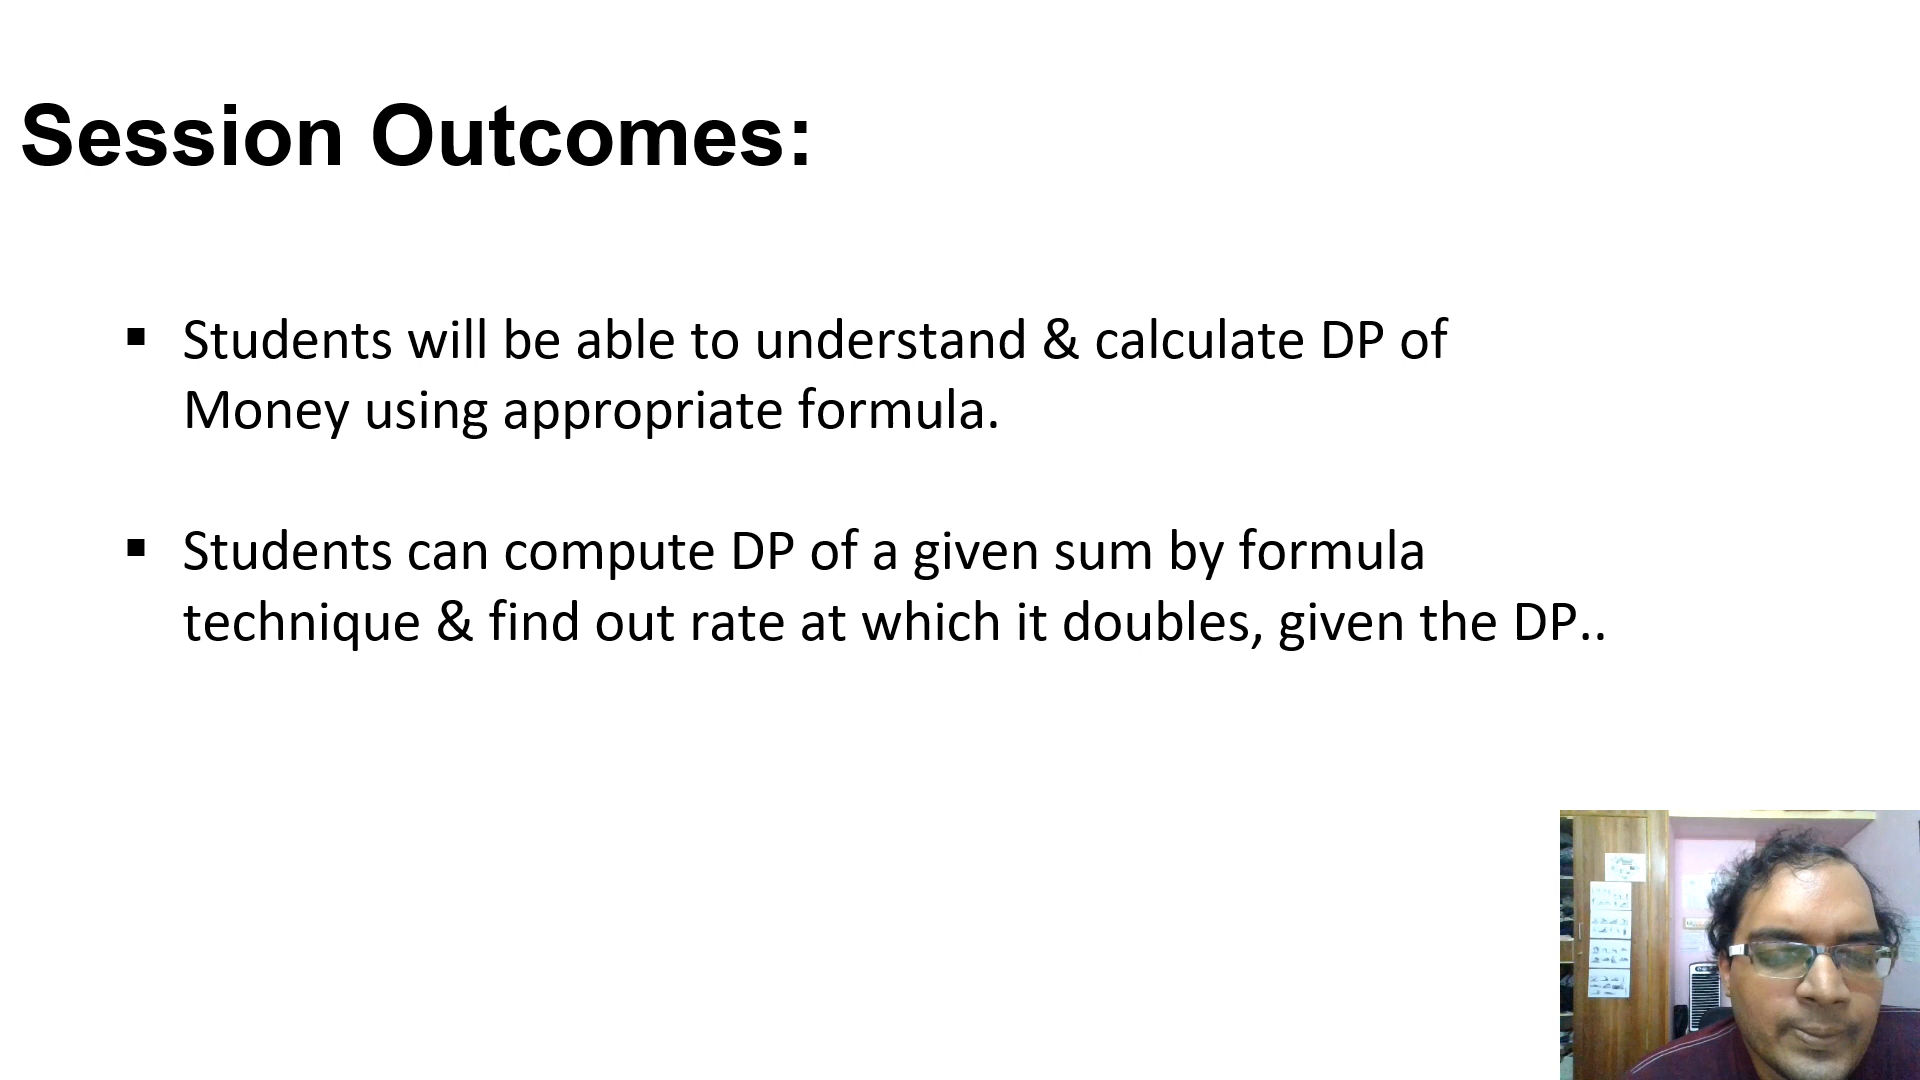 Session Outcomes:
▪ Students will be able to understand & calculate DP of
Money using appropriate formula.
▪ Students can compute DP of a given sum by formula
technique & find out rate at which it doubles, given the DP..